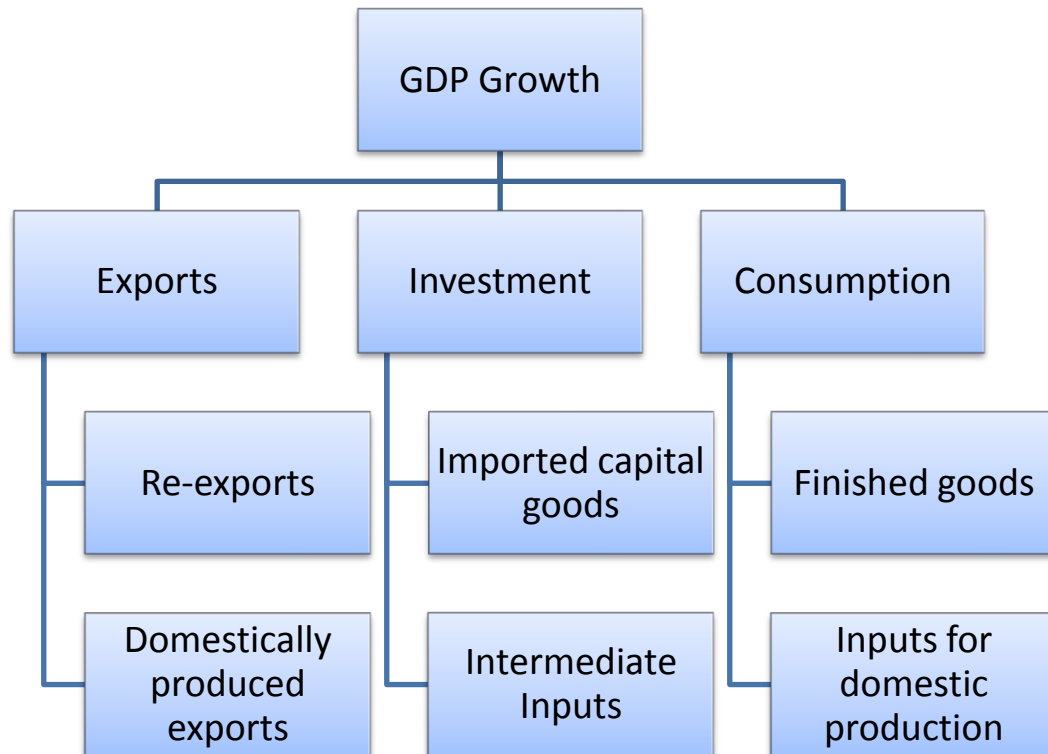 GDP Growth
Exports
Investment
Consumption
Re-exports
Imported capital
goods
Finished goods
Domestically
produced
exports
Intermediate
Inputs
Inputs for
domestic
production